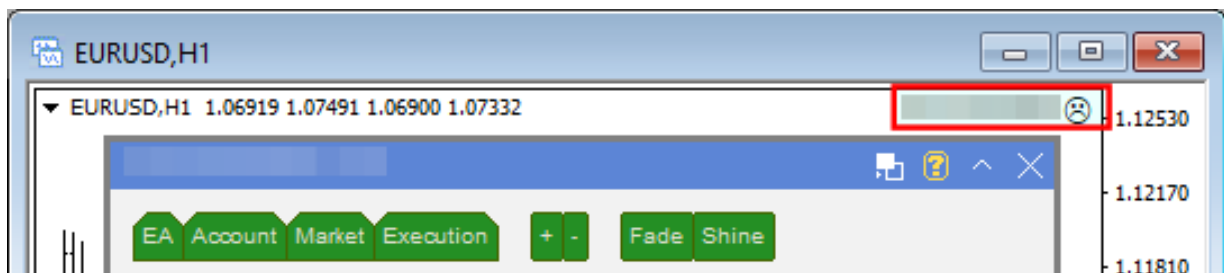 EURUSD,H1
EURUSD,H1 1.06919 1.07491 1.06900 1.07332
1.12530
1.12170
EA Account Market Execution + - Fade Shine
1.11810